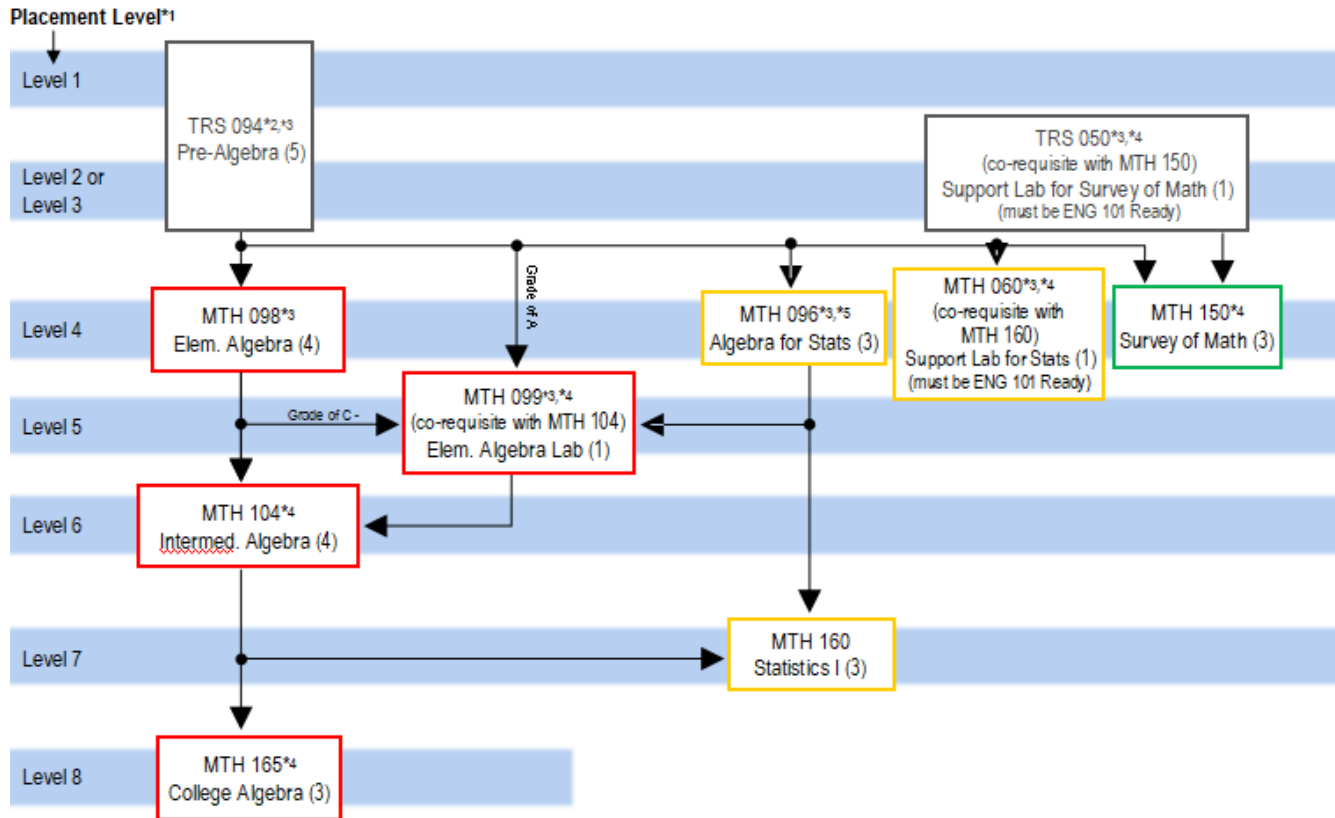 Placement Level*1
Level 1
TRS 094*2,*3
Pre-Algebra (5)
TRS 050*3,*4
(co-requisite with MTH 150)
Support Lab for Survey of Math (1)
(must be ENG 101 Ready)
Level 2 or
Level 3
Grade of A
Level 4
MTH 098*3
Elem. Algebra (4)
MTH 096*3,*5
Algebra for Stats (3)
MTH 060*3,*4
(co-requisite with
MTH 160)
Support Lab for Stats (1)
(must be ENG 101 Ready)
MTH 150*4
Survey of Math (3)
Level 5
Grade of C -
MTH 099*3,*4
(co-requisite with MTH 104)
Elem. Algebra Lab (1)
Level 6
MTH 104*4
Intermed. Algebra (4)
Level 7
MTH 160
Statistics I (3)
Level 8
MTH 165*4
College Algebra (3)